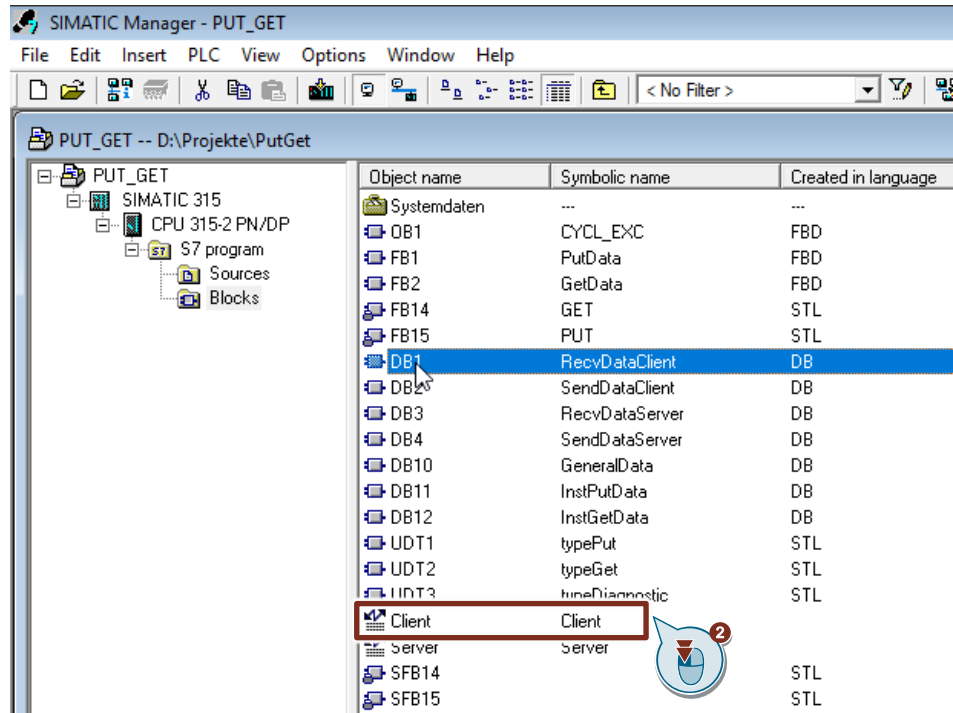 SIMATIC Manager - PUT_GET
File Edit Insert PLC View Options Window Help
< No Filter >
PUT_GET -- D:\Projekte\PutGet
PUT_GET
SIMATIC 315
CPU 315-2 PN/DP
S7 program
Sources
Blocks
Object name Symbolic name Created in language
Systemdaten --- ---
OB1 CYCL_EXC FBD
FB1 PutData FBD
FB2 GetData FBD
FB14 GET STL
FB15 PUT STL
DB1 RecvDataClient DB
DB2 SendDataClient DB
DB3 RecvDataServer DB
DB4 SendDataServer DB
DB10 GeneralData DB
DB11 InstPutData DB
DB12 InstGetData DB
UDT1 typePut STL
UDT2 typeGet STL
UDT3 typeDiagnostic STL
Client Client
2
Server Server
SFB14 STL
SFB15 STL